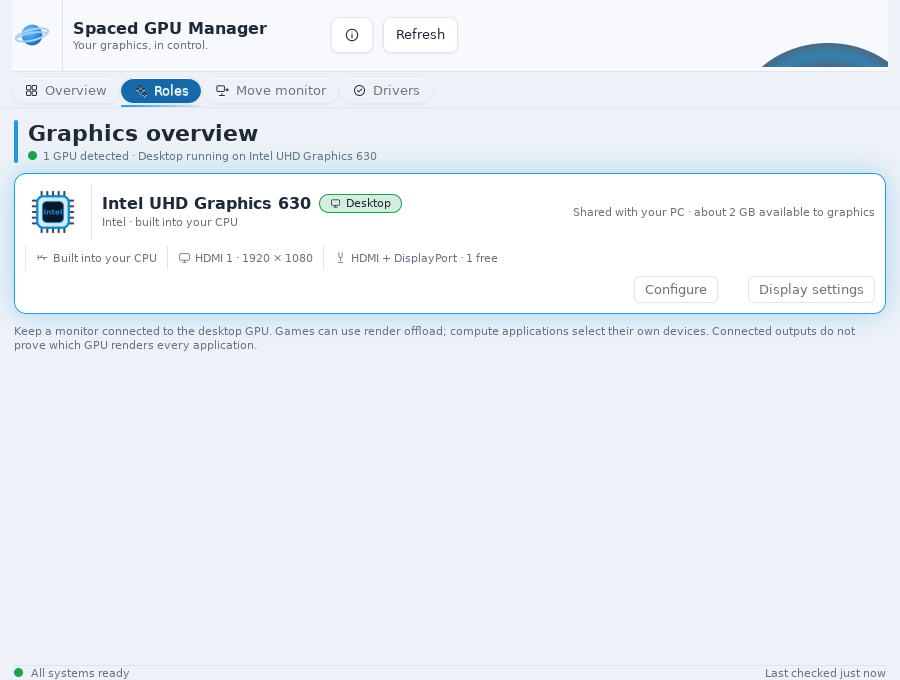 Spaced GPU Manager
Your graphics, in control.
Refresh
Overview
Roles
Move monitor
Drivers
Graphics overview
1 GPU detected · Desktop running on Intel UHD Graphics 630
intel
Intel UHD Graphics 630
Desktop
Intel · built into your CPU
Shared with your PC · about 2 GB available to graphics
Built into your CPU
HDMI 1 · 1920 × 1080
HDMI + DisplayPort · 1 free
Configure
Display settings
Keep a monitor connected to the desktop GPU. Games can use render offload; compute applications select their own devices. Connected outputs do not
prove which GPU renders every application.
All systems ready
Last checked just now